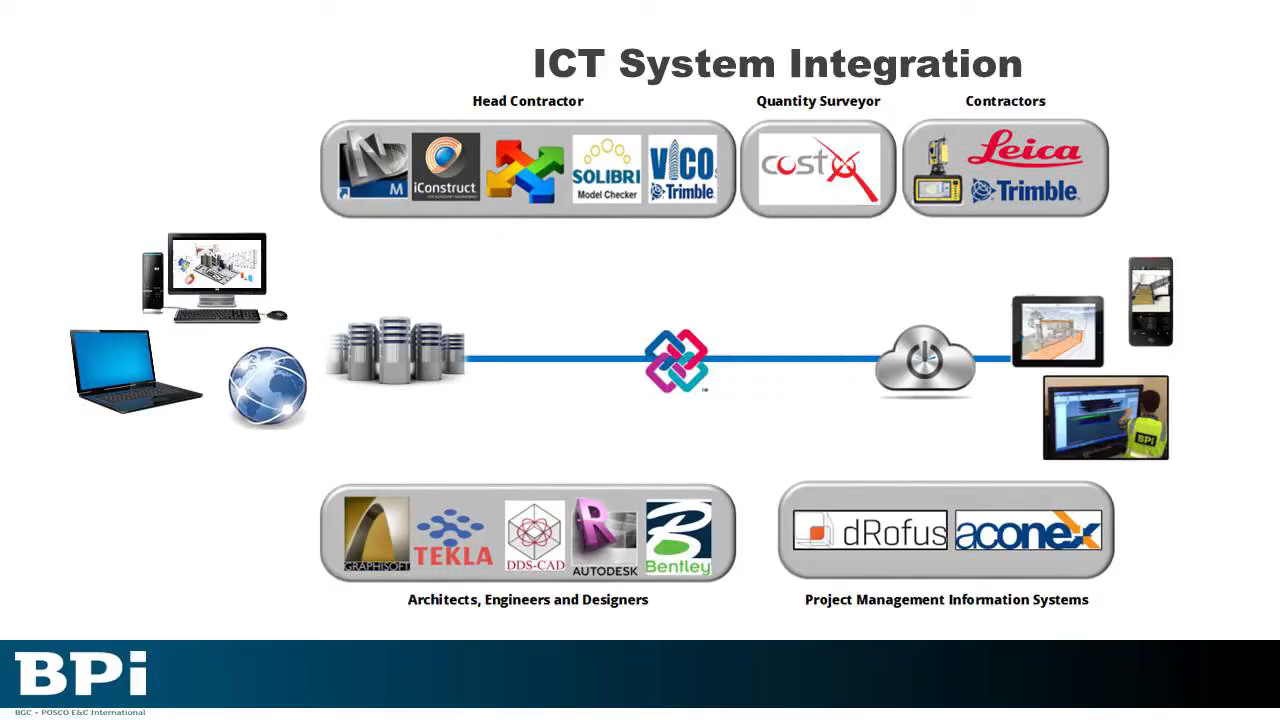 ICT System Integration
Head Contractor
Quantity Surveyor
Contractors
M
iConstruct
SOLIBRI
Model Checker
VICO
Trimble
cost
Leica
Trimble
BPi
GRAPHISOFT
TEKLA
DDS-CAD
R
AUTODESK
B
Bentley
dRofus
aconex
Architects, Engineers and Designers
Project Management Information Systems
BPi
BGC • POSCO E&C International